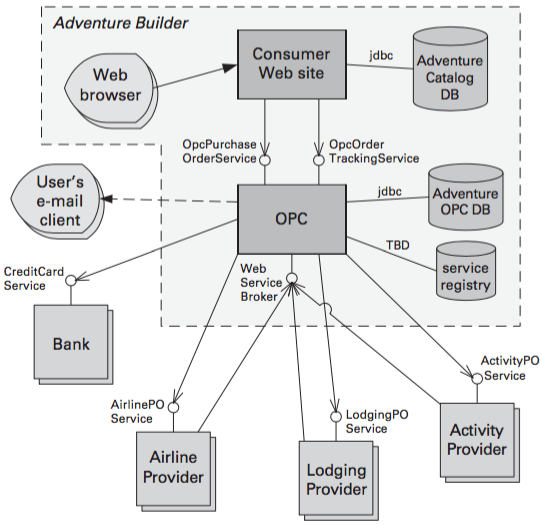 Adventure Builder
Web
browser
Consumer
Web site
jdbc
Adventure
Catalog
DB
OpcPurchase
OrderService
OpcOrder
TrackingService
User's
e-mail
client
OPC
jdbc
Adventure
OPC DB
TBD
service
registry
CreditCard
Service
Web
Service
Broker
Bank
AirlinePO
Service
LodgingPO
Service
ActivityPO
Service
Airline
Provider
Lodging
Provider
Activity
Provider